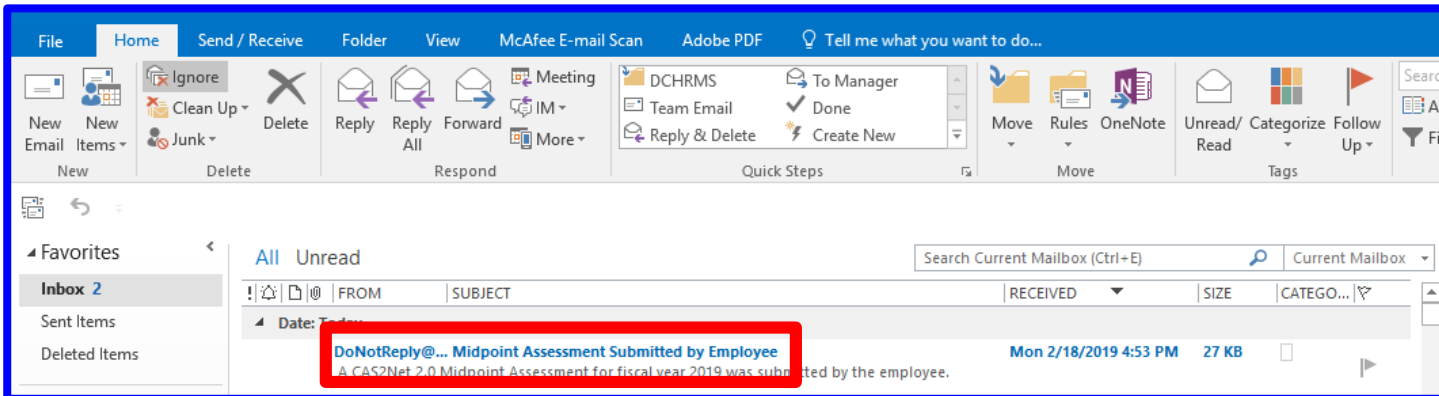 File Home Send / Receive Folder View McAfee E-mail Scan Adobe PDF Tell me what you want to do...
Ignore Meeting DCHRMS To Manager
Clean Up IM Team Email Done
New Email New Items Junk Delete Reply Reply All Forward More Reply & Delete Create New Move Rules OneNote Unread/ Read Categorize Follow Up
New Delete Respond Quick Steps Move Tags
Favorites All Unread Search Current Mailbox (Ctrl+E) Current Mailbox
Inbox 2 ! FROM SUBJECT RECEIVED SIZE CATEGO...
Sent Items Date: Today
Deleted Items DoNotReply@... Midpoint Assessment Submitted by Employee Mon 2/18/2019 4:53 PM 27 KB
A CAS2Net 2.0 Midpoint Assessment for fiscal year 2019 was submitted by the employee.